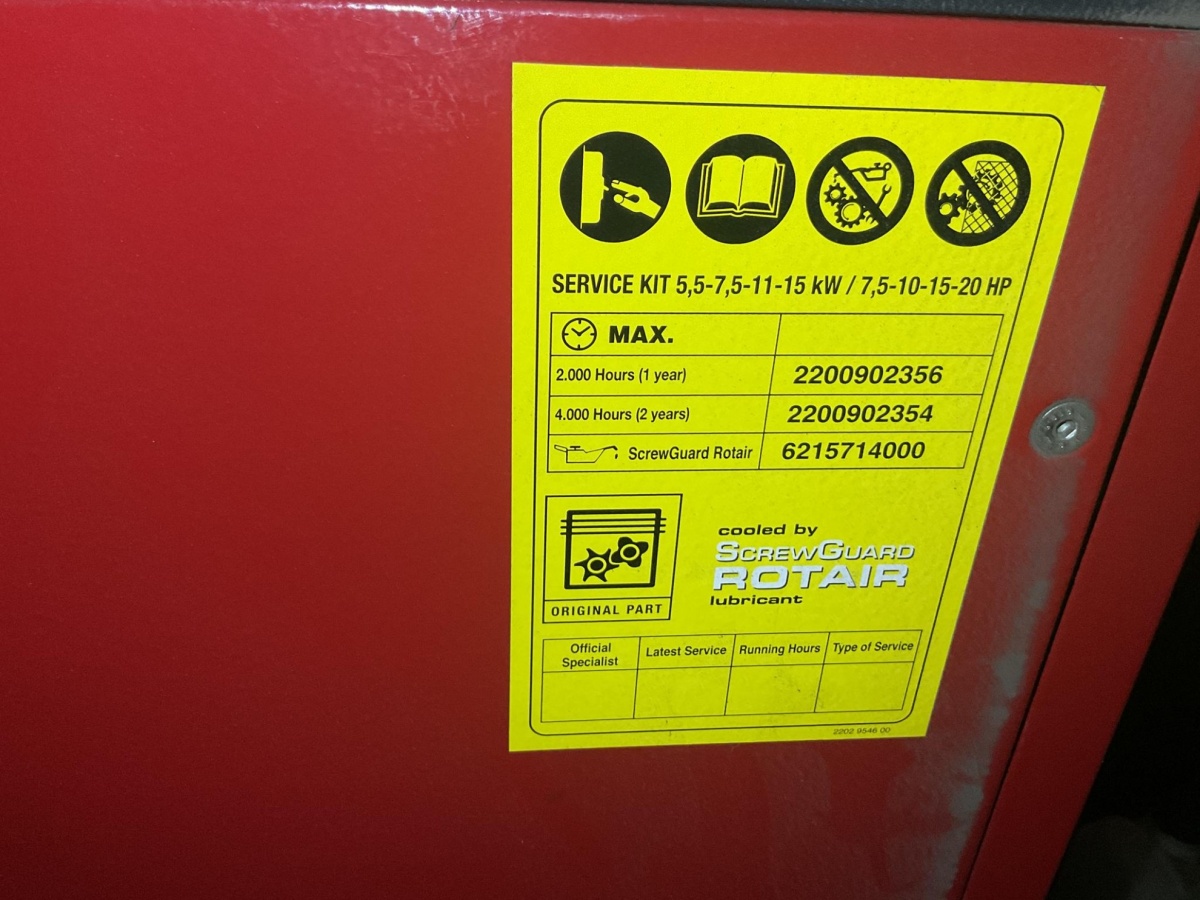 SERVICE KIT 5,5-7,5-11-15 kW / 7,5-10-15-20 HP
MAX.
2.000 Hours (1 year) 2200902356
4.000 Hours (2 years) 2200902354
ScrewGuard Rotair 6215714000
ORIGINAL PART
cooled by
SCREWGUARD
ROTAIR
lubricant
Official Specialist Latest Service Running Hours Type of Service
2202 9546 00